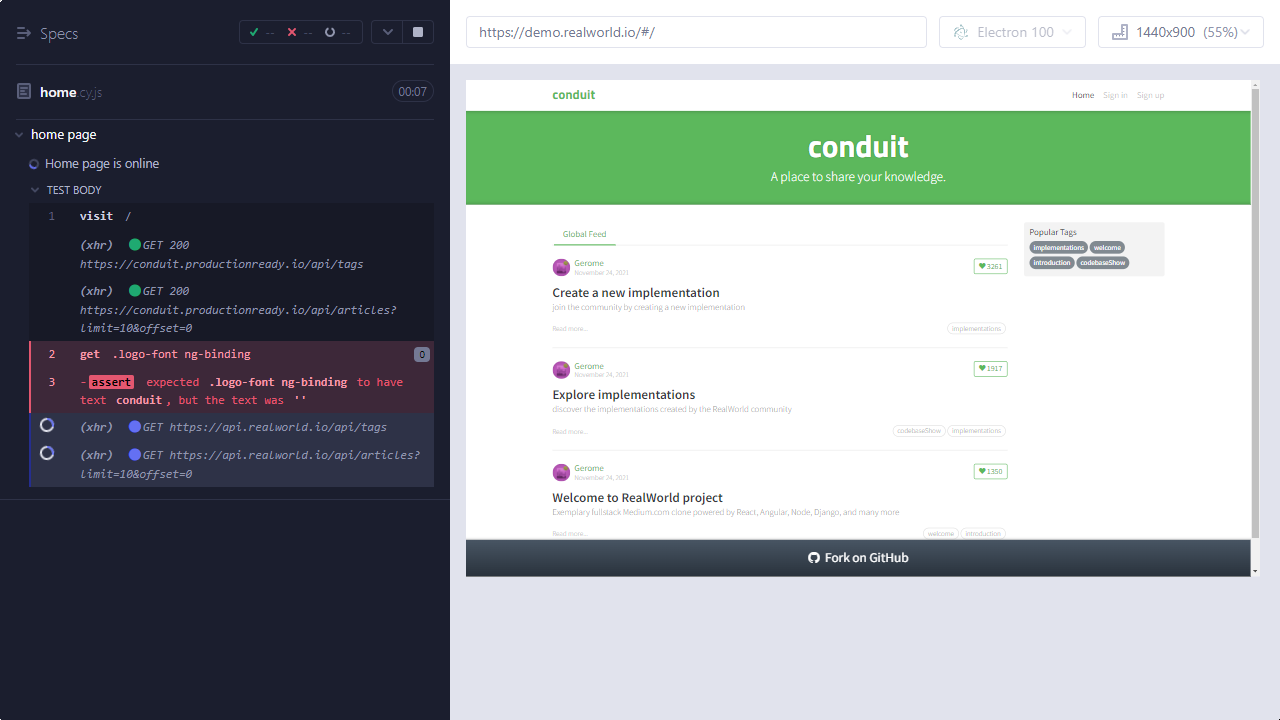 Specs
--
--
--
https://demo.realworld.io/#/
Electron 100
1440x900 (55%)
home.cy.js
00:07
home page
Home page is online
TEST BODY
1 visit /
(xhr) GET 200
https://conduit.productionready.io/api/tags
(xhr) GET 200
https://conduit.productionready.io/api/articles?
limit=10&offset=0
2 get .logo-font ng-binding 0
3 -assert expected .logo-font ng-binding to have
text conduit, but the text was ''
(xhr) GET https://api.realworld.io/api/tags
(xhr) GET https://api.realworld.io/api/articles?
limit=10&offset=0
conduit
Home Sign in Sign up
conduit
A place to share your knowledge.
Global Feed
Gerome
November 24, 2021
3261
Create a new implementation
join the community by creating a new implementation
Read more...
implementations
Gerome
November 24, 2021
1917
Explore implementations
discover the implementations created by the RealWorld community
Read more...
codebaseShow implementations
Gerome
November 24, 2021
1350
Welcome to RealWorld project
Exemplary fullstack Medium.com clone powered by React, Angular, Node, Django, and many more
Read more...
welcome introduction
Popular Tags
implementations welcome
introduction codebaseShow
Fork on GitHub